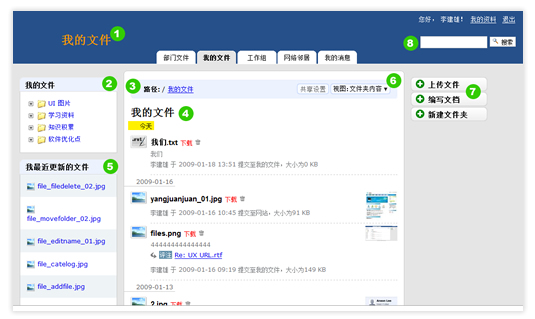 您好，李建雄！ 我的资料 退出
我的文件 1
8 搜索
部门文件 我的文件 工作组 网络邻居 我的消息
我的文件 2
UI 图片
学习资料
知识积累
软件优化点
我最近更新的文件 5
file_filedelete_02.jpg
file_movefolder_02.jpg
file_editname_01.jpg
file_catelog.jpg
file_addfile.jpg
3 路径: / 我的文件 共享设置 视图:文件夹内容 ▼ 6
我的文件 4
今天
我们.txt 下载
我们
李建雄 于 2009-01-18 13:51 提交至我的文件，大小为0 KB
2009-01-16
yangjuanjuan_01.jpg 下载
李建雄 于 2009-01-16 10:45 提交至网站，大小为91 KB
files.png 下载
444444444444444
评注 Re: UX URL.rtf
李建雄 于 2009-01-16 09:19 提交至我的文件，大小为149 KB
2009-01-13
2.jpg 下载
上传文件
编写文档 7
新建文件夹